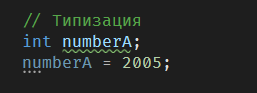 // Типизация
int numberA;
numberA = 2005;